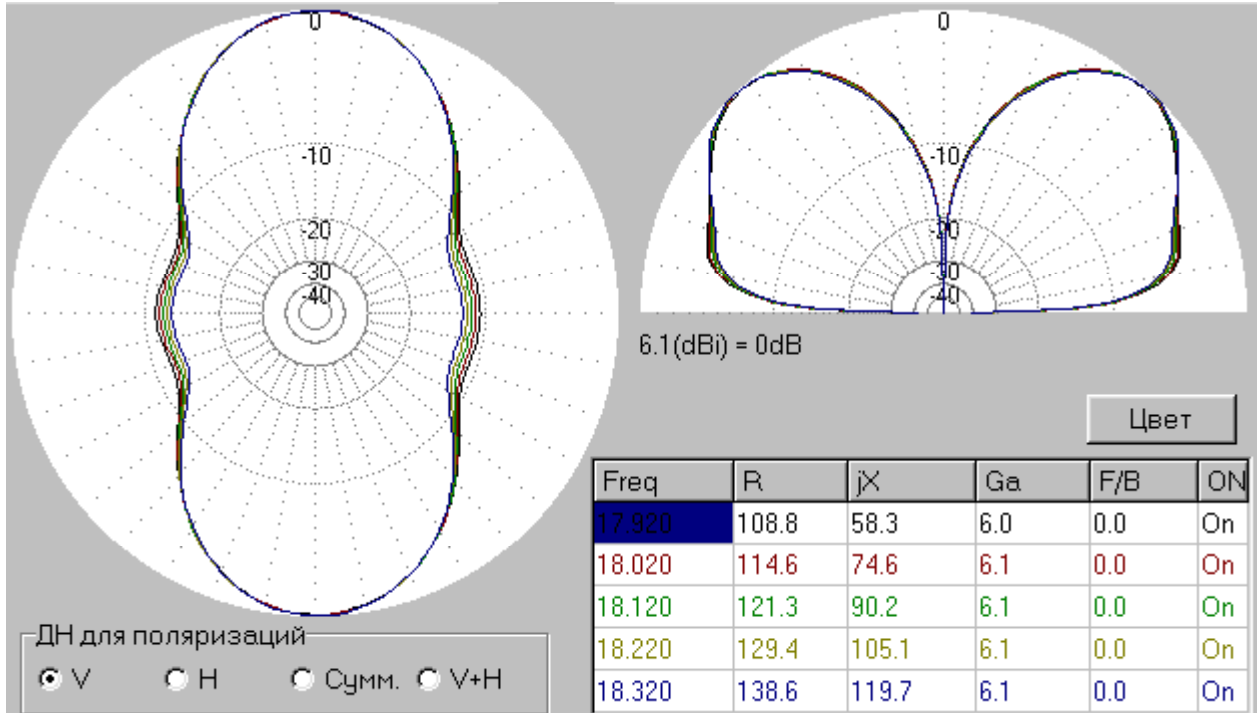 0
-10
-20
-30
-40
0
-10
-20
-30
-40
6.1(dBi) = 0dB
Цвет
Freq R jX Ga F/B ON
17.920 108.8 58.3 6.0 0.0 On
18.020 114.6 74.6 6.1 0.0 On
18.120 121.3 90.2 6.1 0.0 On
18.220 129.4 105.1 6.1 0.0 On
18.320 138.6 119.7 6.1 0.0 On
ДН для поляризаций
V H Сумм. V+H